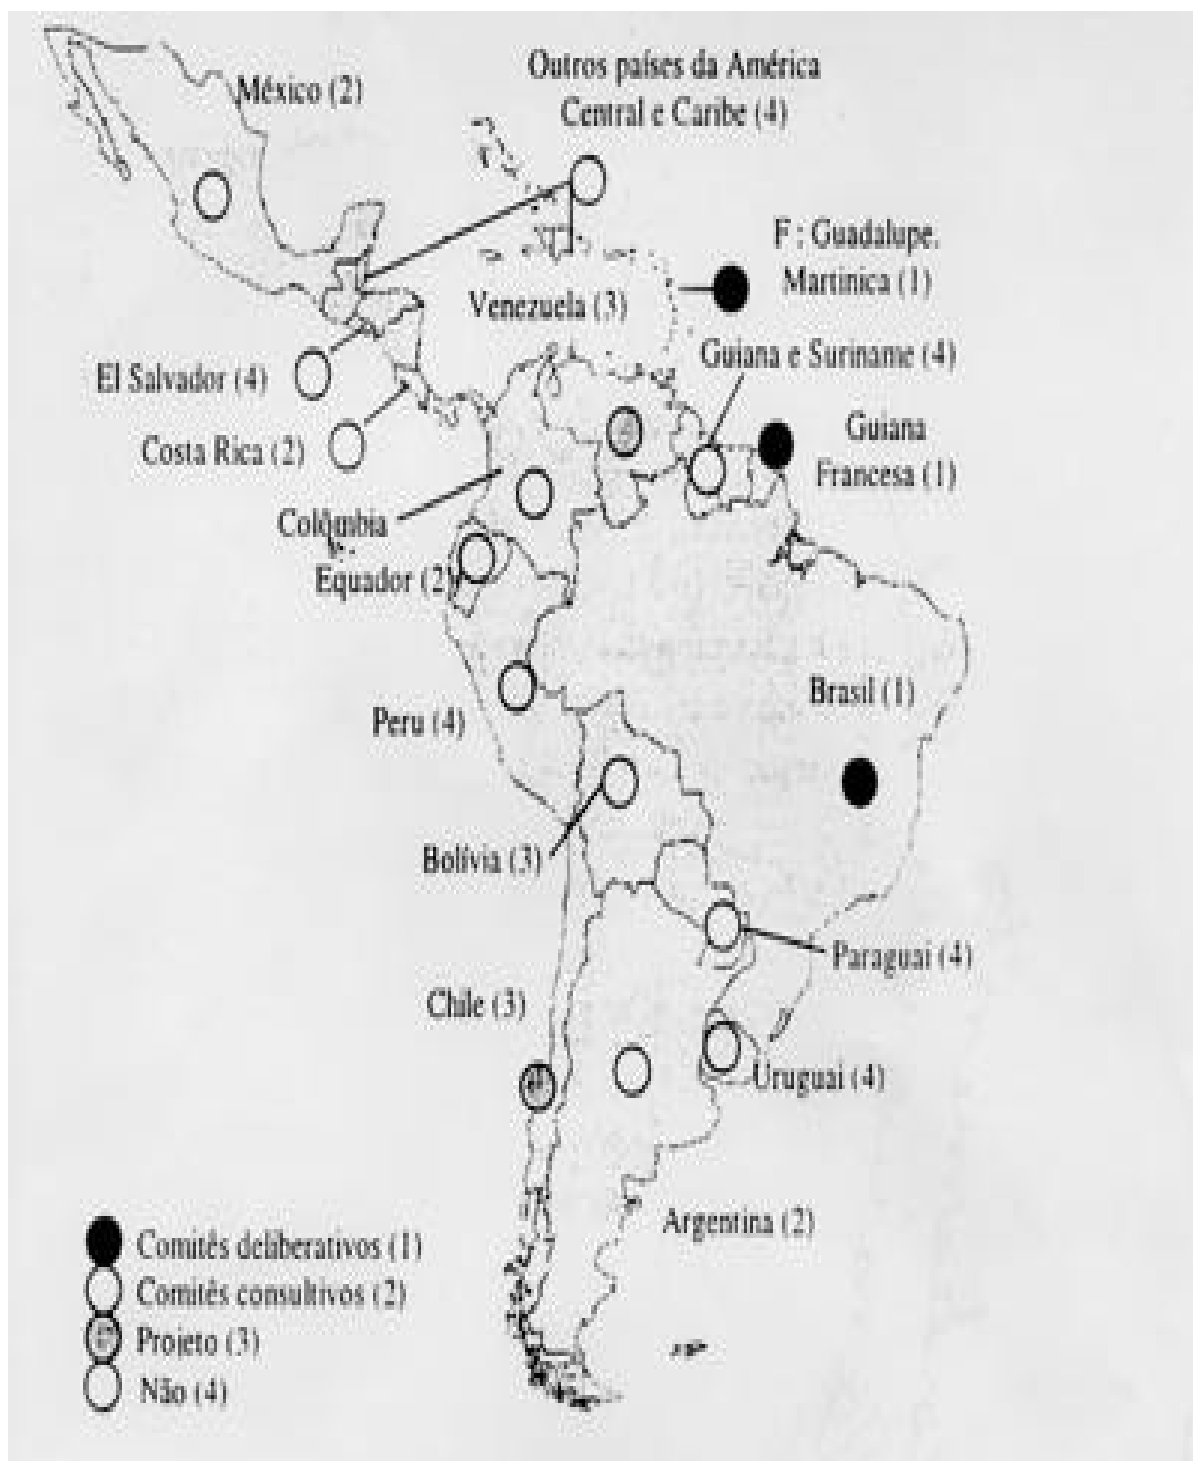 México (2)
Outros países da América
Central e Caribe (4)
F : Guadalupe.
Martinica (1)
Venezuela (3)
Guiana e Suriname (4)
El Salvador (4)
Guiana
Francesa (1)
Costa Rica (2)
Colômbia
Equador (2)
Brasil (1)
Peru (4)
Bolívia (3)
Paraguai (4)
Chile (3)
Uruguai (4)
Argentina (2)
Comitês deliberativos (1)
Comitês consultivos (2)
Projeto (3)
Não (4)